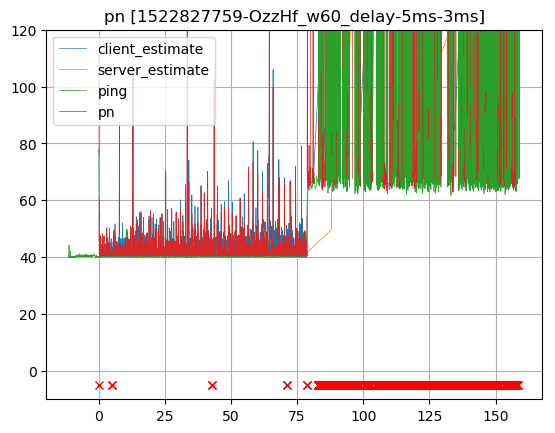 pn [1522827759-OzzHf_w60_delay-5ms-3ms]
client_estimate
server_estimate
ping
pn
120
100
80
60
40
20
0
0
25
50
75
100
125
150